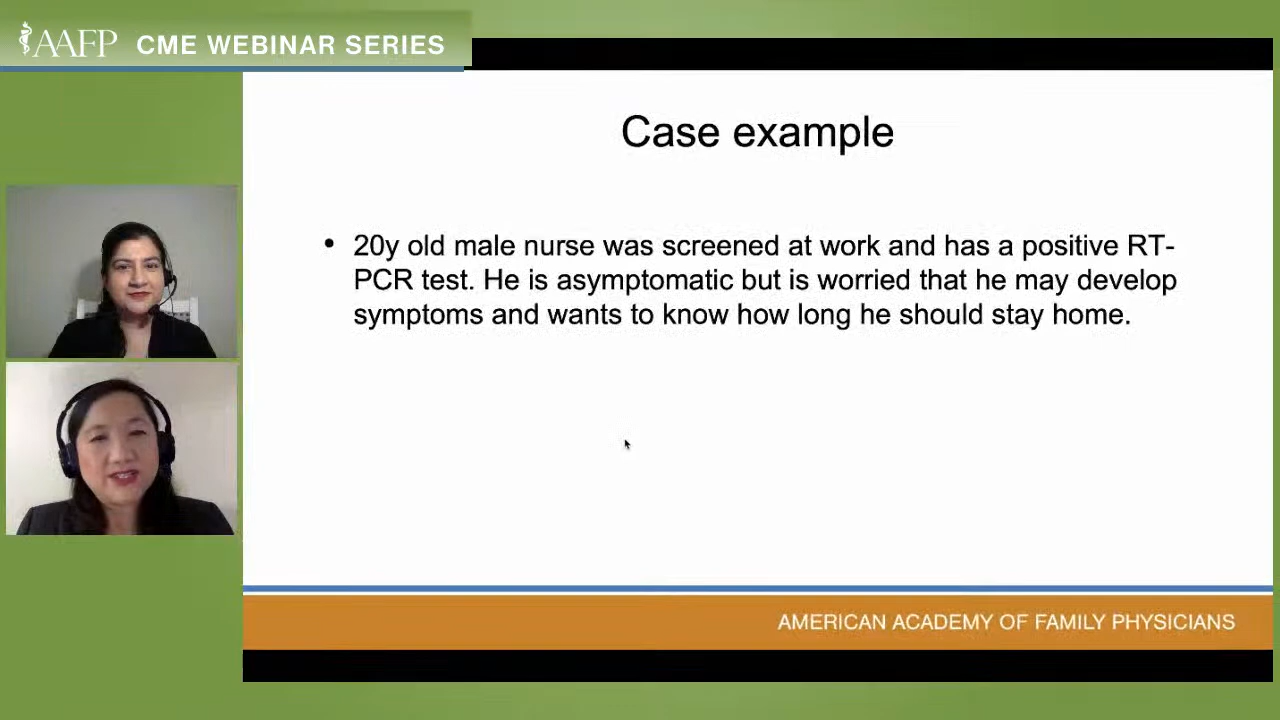 AAFP CME WEBINAR SERIES
Case example
• 20y old male nurse was screened at work and has a positive RT-
PCR test. He is asymptomatic but is worried that he may develop
symptoms and wants to know how long he should stay home.
AMERICAN ACADEMY OF FAMILY PHYSICIANS